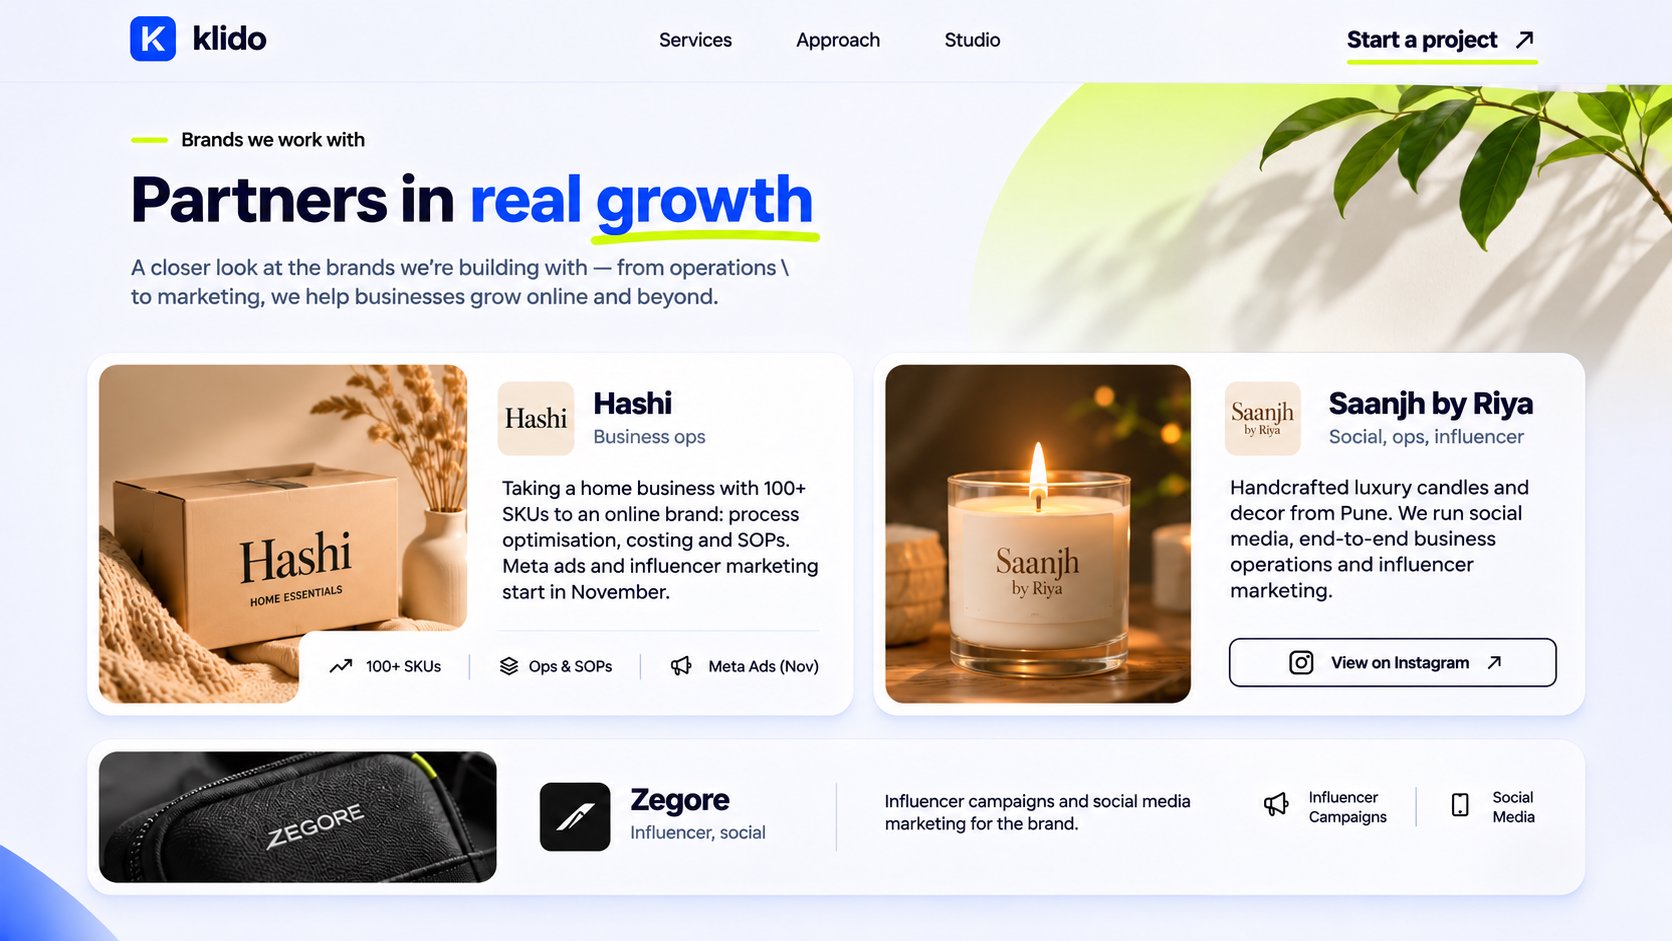 K klido
Services
Approach
Studio
Start a project
Brands we work with
Partners in real growth
A closer look at the brands we’re building with — from operations \
to marketing, we help businesses grow online and beyond.
Hashi
HOME ESSENTIALS
Hashi
Hashi
Business ops
Taking a home business with 100+
SKUs to an online brand: process
optimisation, costing and SOPs.
Meta ads and influencer marketing
start in November.
100+ SKUs
Ops & SOPs
Meta Ads (Nov)
Saanjh
by Riya
Saanjh
by Riya
Saanjh by Riya
Social, ops, influencer
Handcrafted luxury candles and
decor from Pune. We run social
media, end-to-end business
operations and influencer
marketing.
View on Instagram
ZEGORE
Zegore
Influencer, social
Influencer campaigns and social media
marketing for the brand.
Influencer
Campaigns
Social
Media